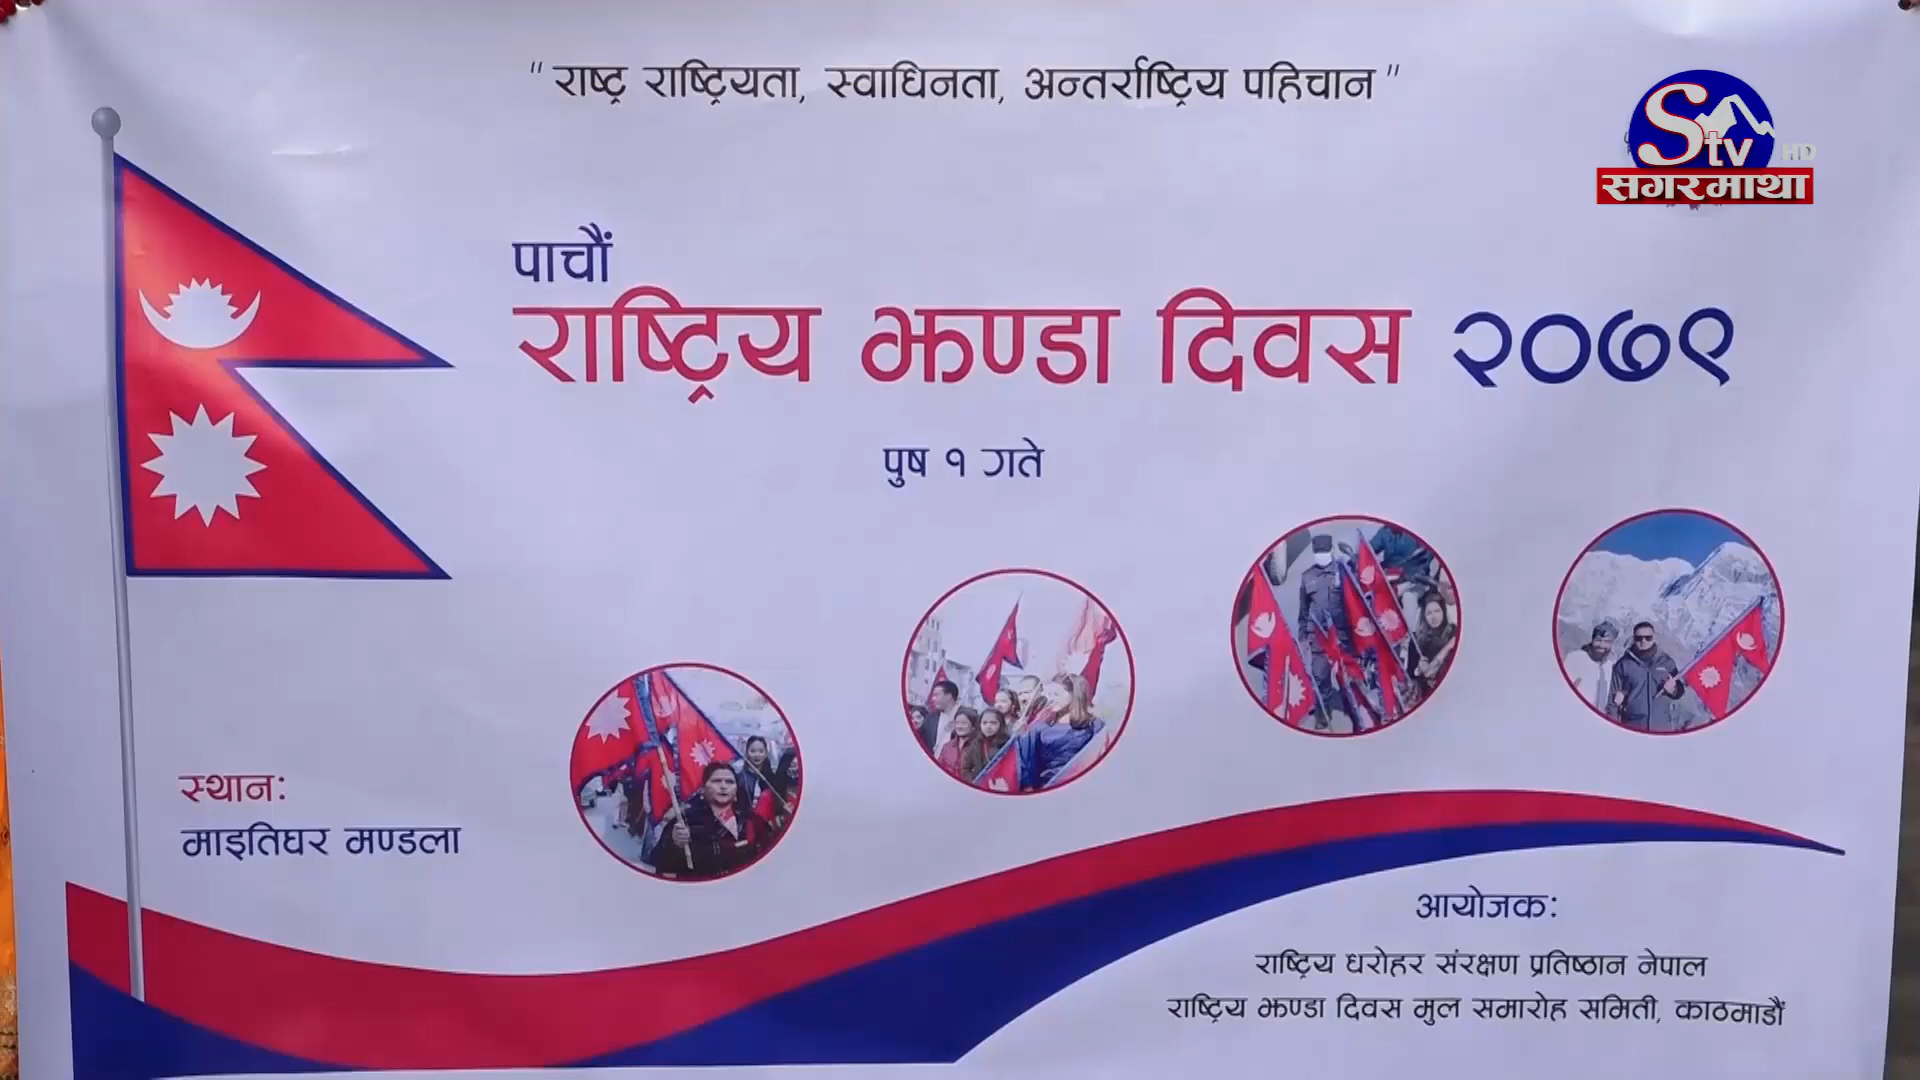 " राष्ट्र राष्ट्रियता, स्वाधिनता, अन्तर्राष्ट्रिय पहिचान "
Stv HD
सगरमाथा
पाचौं
राष्ट्रिय झण्डा दिवस २०७९
पुष १ गते
स्थान:
माइतिघर मण्डला
आयोजक:
राष्ट्रिय धरोहर संरक्षण प्रतिष्ठान नेपाल
राष्ट्रिय झण्डा दिवस मुल समारोह समिती, काठमाडौं